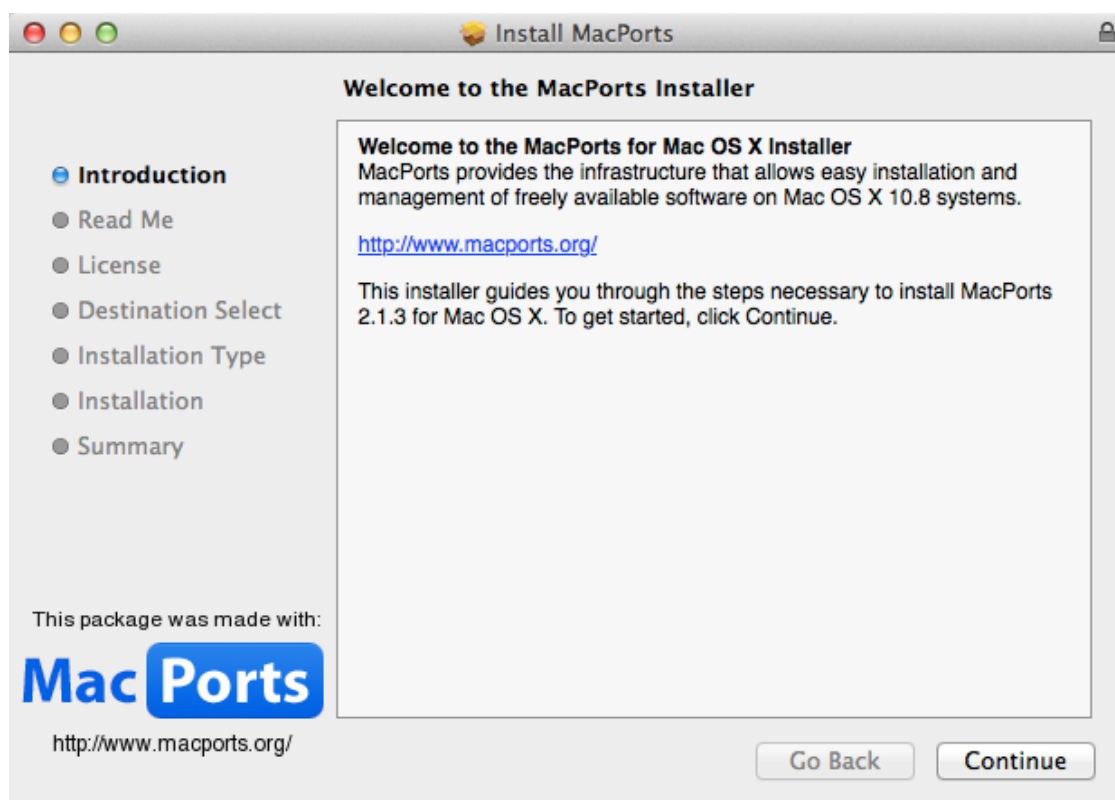 Install MacPorts
Welcome to the MacPorts Installer
Introduction
Read Me
License
Destination Select
Installation Type
Installation
Summary
Welcome to the MacPorts for Mac OS X Installer
MacPorts provides the infrastructure that allows easy installation and
management of freely available software on Mac OS X 10.8 systems.
http://www.macports.org/
This installer guides you through the steps necessary to install MacPorts
2.1.3 for Mac OS X. To get started, click Continue.
This package was made with:
Mac Ports
http://www.macports.org/
Go Back
Continue